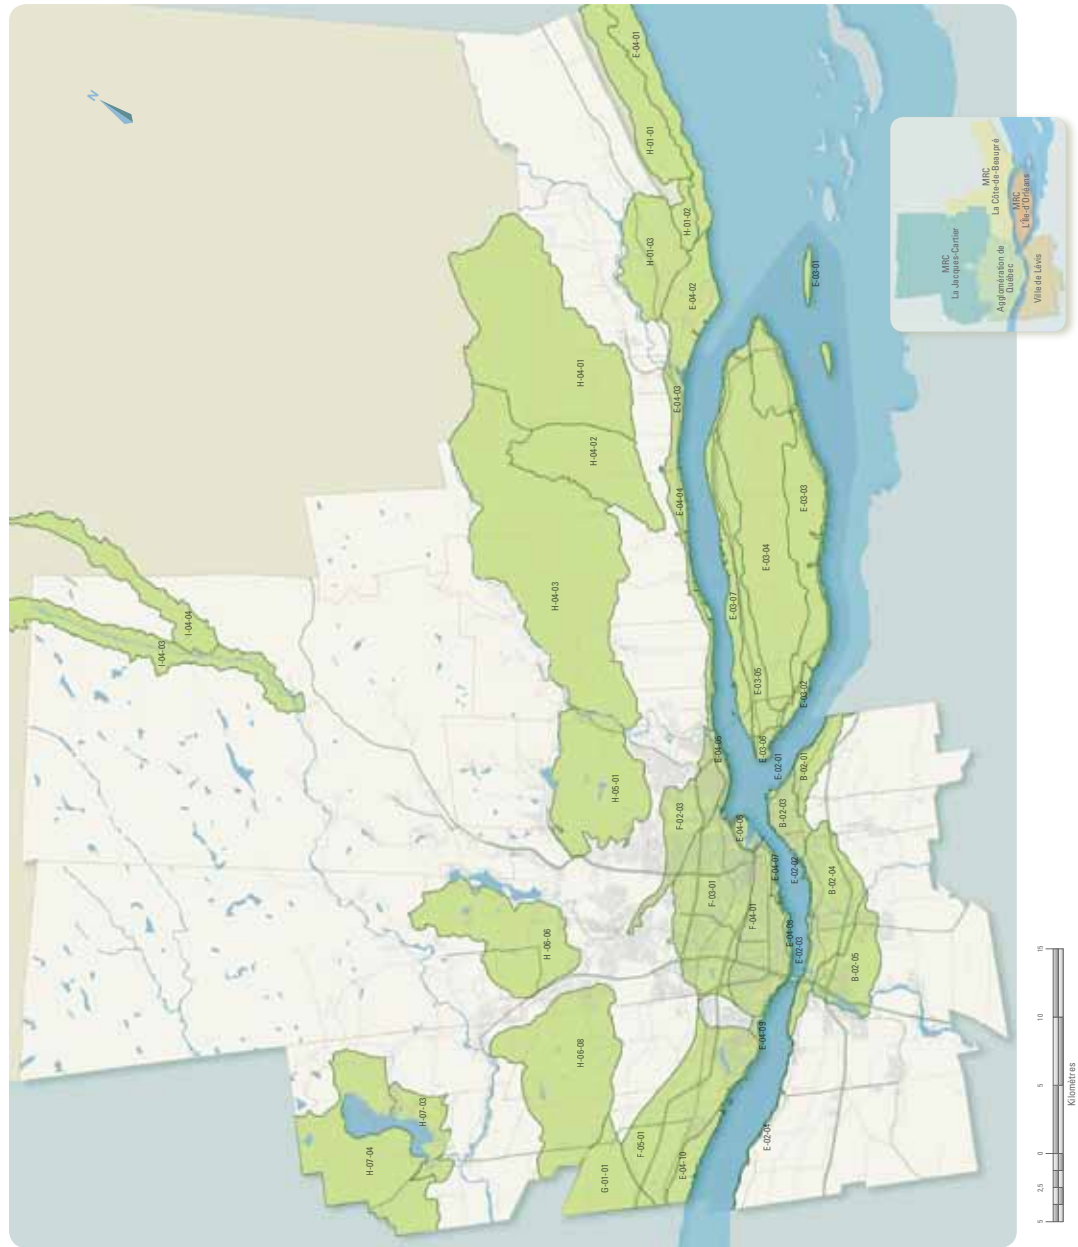 N
E-04-01
H-01-01
H-01-02
H-01-03
E-04-02
E-03-01
H-04-01
E-04-03
H-04-02
E-04-04
E-03-03
E-03-04
H-04-03
E-03-07
I-04-04
I-04-03
E-03-05
E-03-02
E-04-05
E-03-06
E-02-01
B-02-01
H-05-01
F-02-03
B-02-03
E-04-06
E-04-07
E-02-02
B-02-04
F-03-01
F-04-01
H-06-06
E-04-08
E-02-03
B-02-05
H-06-08
E-04-09
H-07-03
H-07-04
F-05-01
E-02-04
E-04-10
G-01-01
MRC
La Jacques-Cartier
MRC
La Côte-de-Beaupré
MRC
L'Île-d'Orléans
Agglomération de
Québec
Ville de Lévis
5 2,5 0 5 10 15
Kilomètres